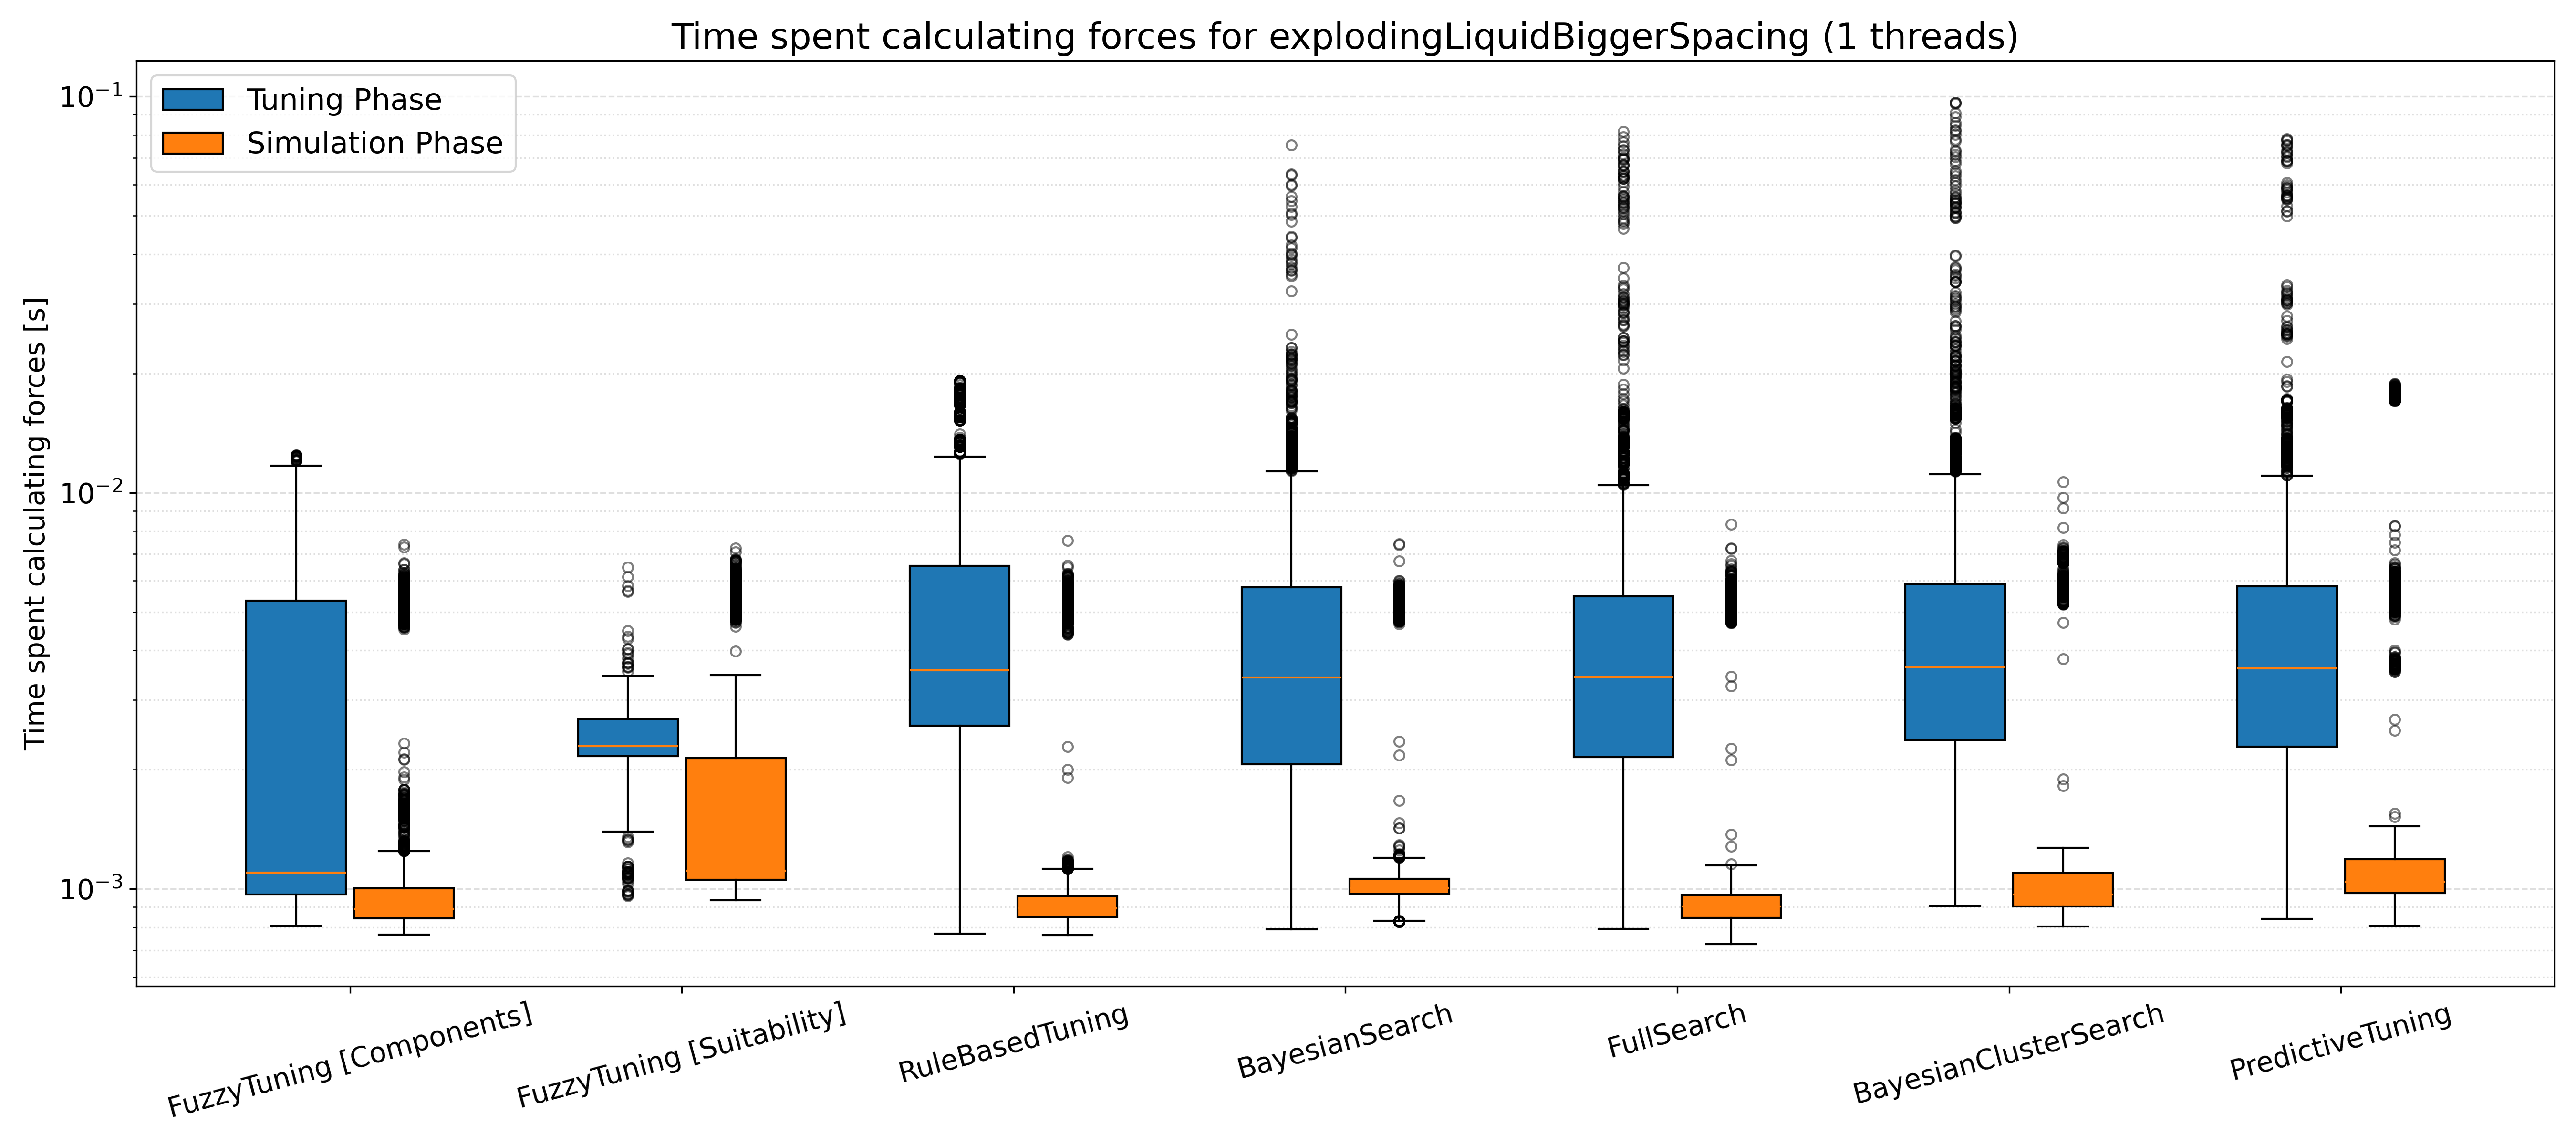 Time spent calculating forces for explodingLiquidBiggerSpacing (1 threads)
Tuning Phase
Simulation Phase
Time spent calculating forces [s]
10⁻¹
10⁻²
10⁻³
FuzzyTuning [Components]
FuzzyTuning [Suitability]
RuleBasedTuning
BayesianSearch
FullSearch
BayesianClusterSearch
PredictiveTuning